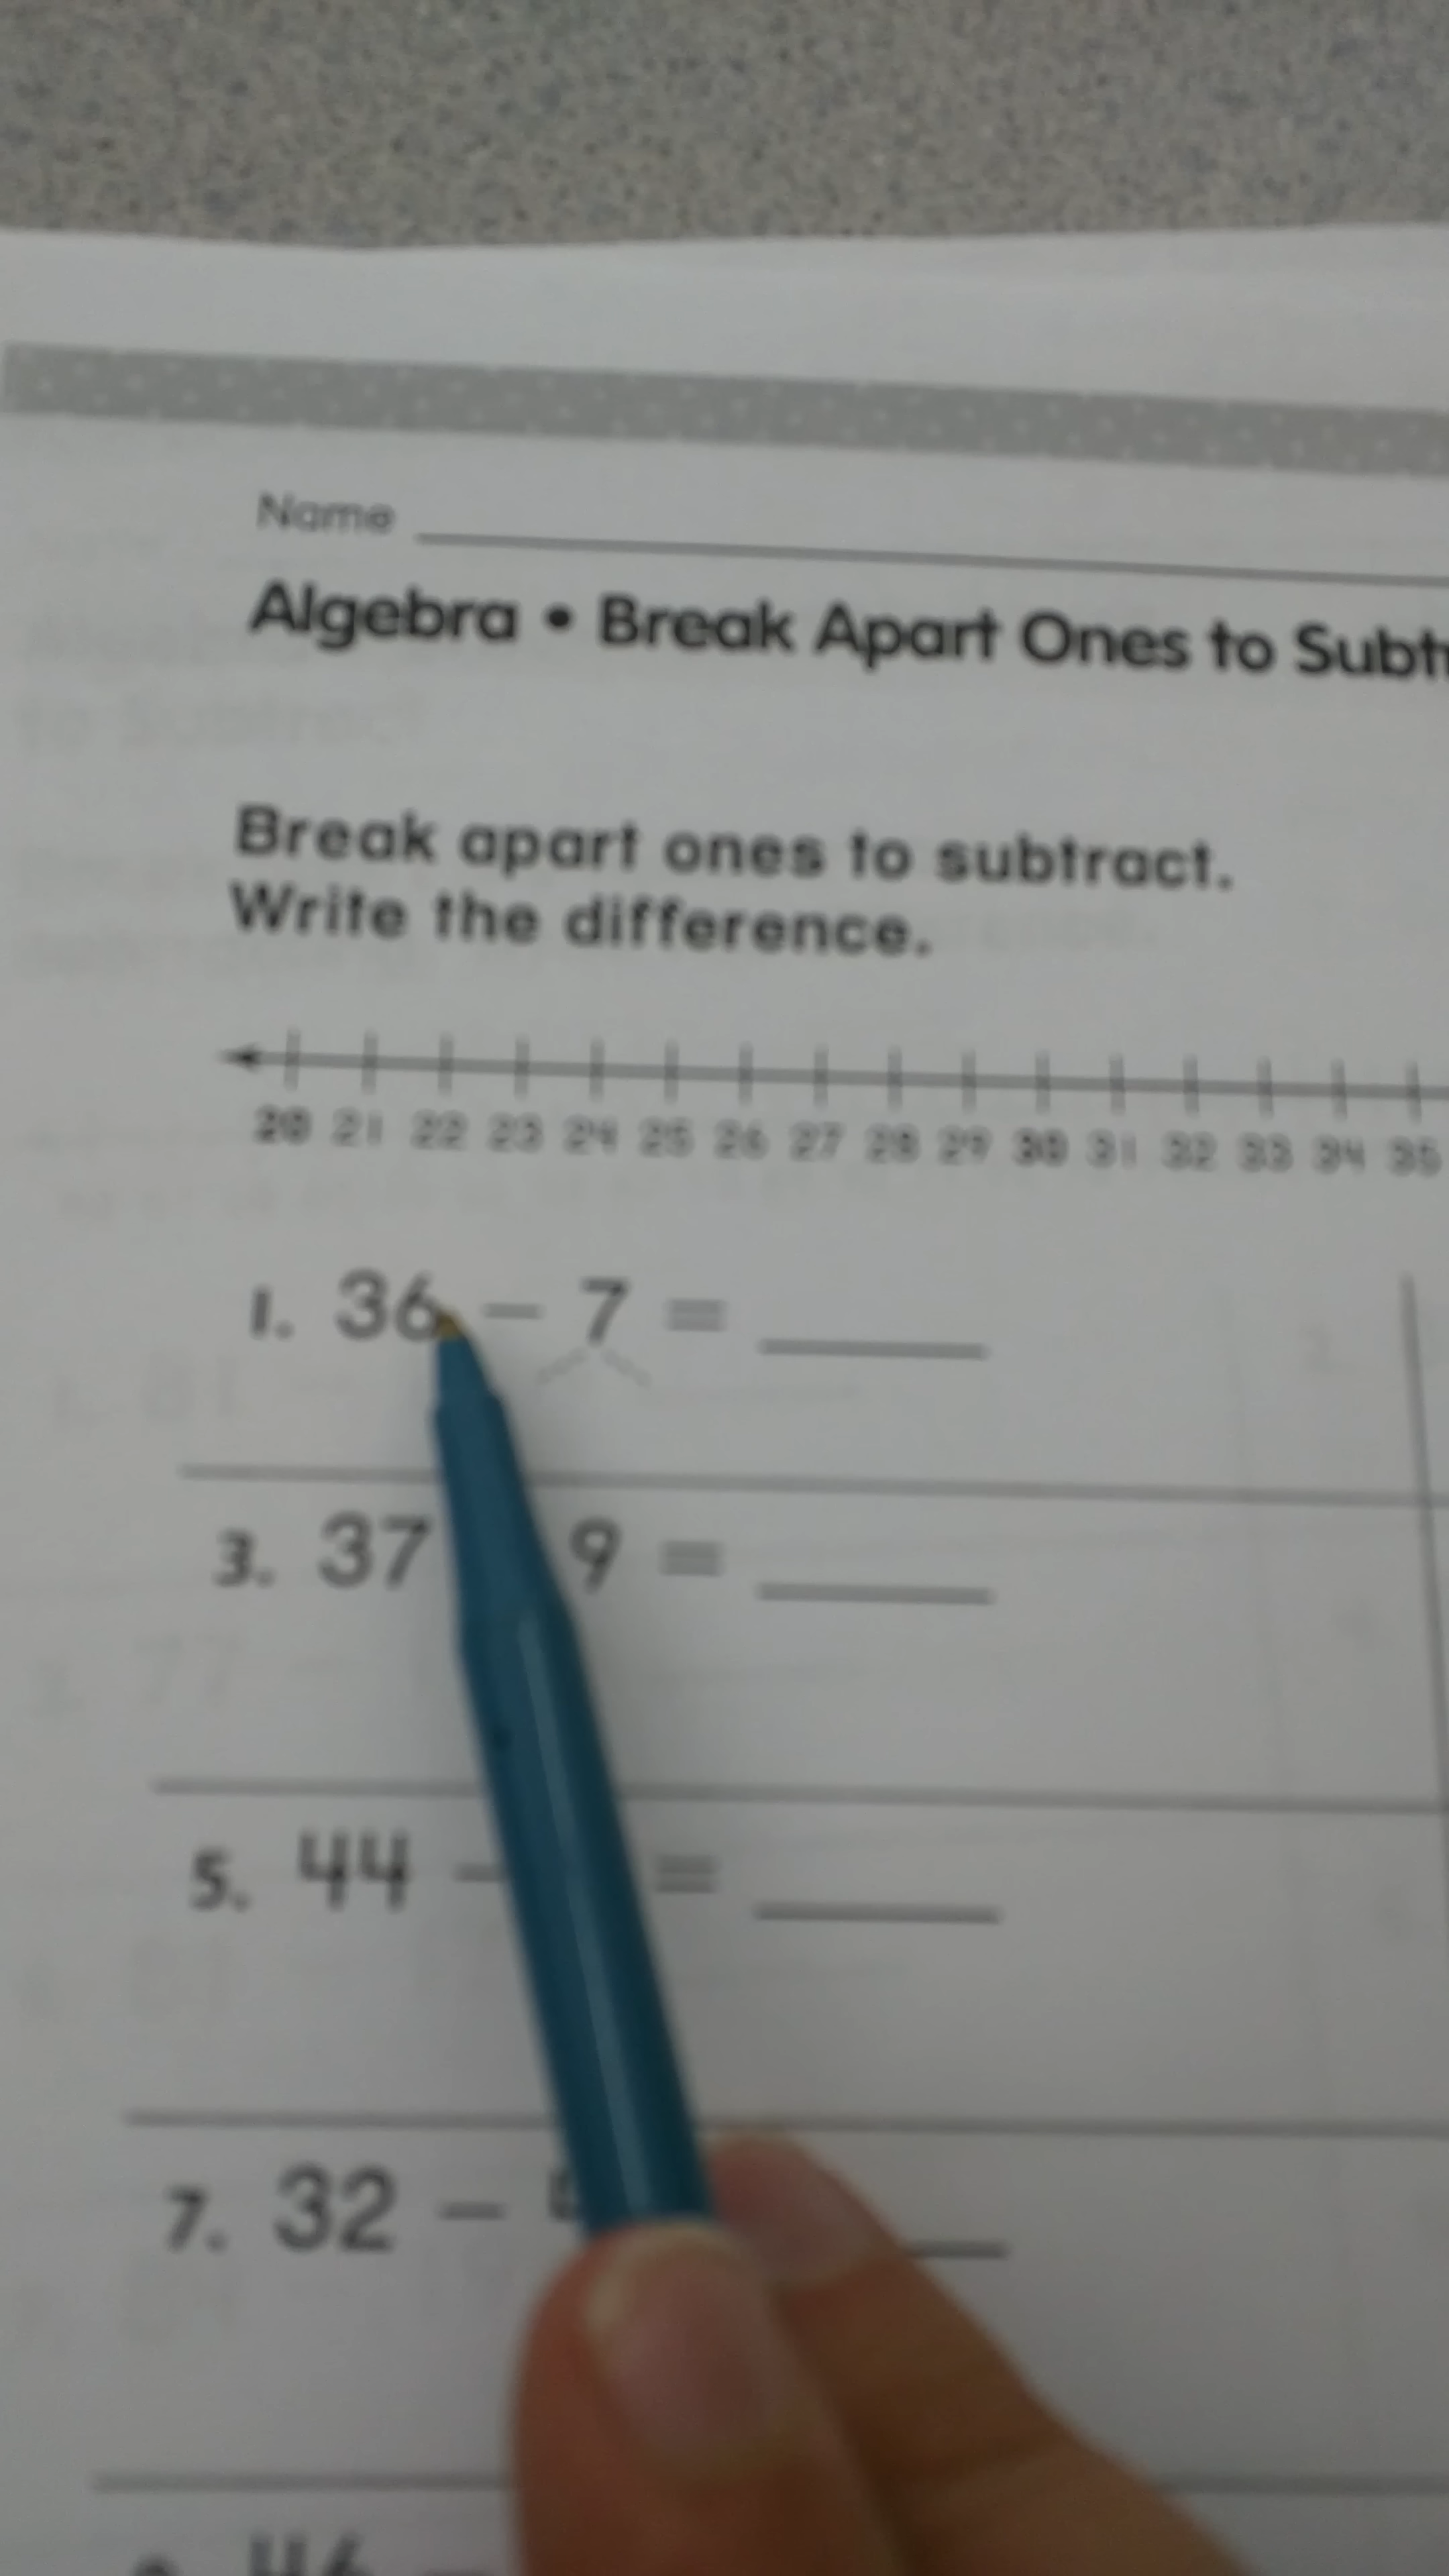 Name
Algebra • Break Apart Ones to
Break apart ones to subtract.
Write the difference.
20 21 22 23 24 25 26 27 28 29 30 31 32 33 34 35
1. 36 - 7 =
3. 37 9 =
5. 44 - =
7. 32 -
46 -